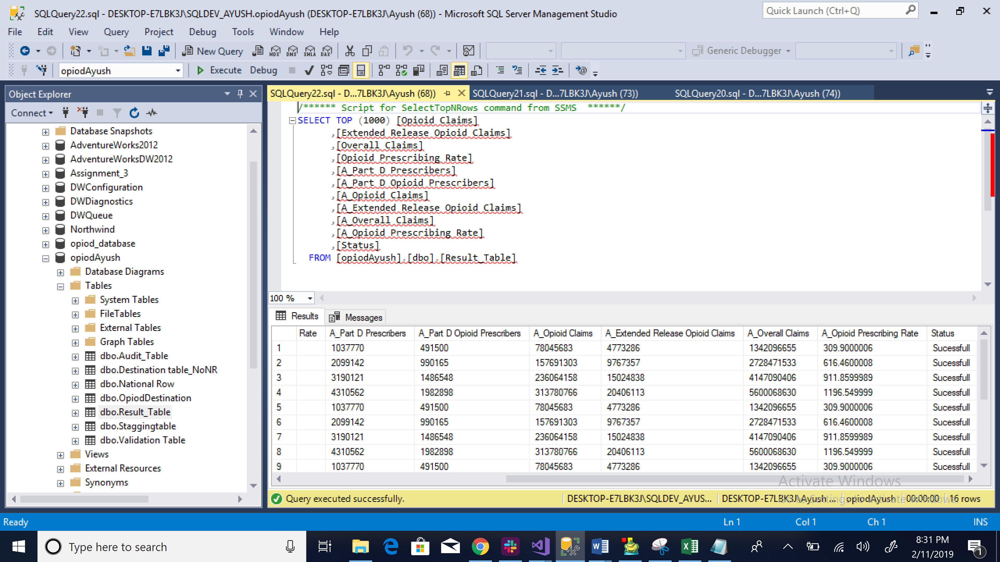 SQLQuery22.sql - DESKTOP-E7LBK3J\SQLDEV_AYUSH.opiodAyush (DESKTOP-E7LBK3J\Ayush (68)) - Microsoft SQL Server Management Studio
Quick Launch (Ctrl+Q)
File Edit View Query Project Debug Tools Window Help
New Query MDX DMX XMLA DAX Generic Debugger
opiodAyush Execute Debug
Object Explorer
Connect
Database Snapshots
AdventureWorks2012
AdventureWorksDW2012
Assignment_3
DWConfiguration
DWDiagnostics
DWQueue
Northwind
opiod_database
opiodAyush
Database Diagrams
Tables
System Tables
FileTables
External Tables
Graph Tables
dbo.Audit_Table
dbo.Destination table_NoNR
dbo.National Row
dbo.OpiodDestination
dbo.Result_Table
dbo.Staggingtable
dbo.Validation Table
Views
External Resources
Synonyms
SQLQuery22.sql - D...7LBK3J\Ayush (68)) SQLQuery21.sql - D...7LBK3J\Ayush (73)) SQLQuery20.sql - D...7LBK3J\Ayush (74))
/****** Script for SelectTopNRows command from SSMS ******/
SELECT TOP (1000) [Opioid Claims]
,[Extended Release Opioid Claims]
,[Overall Claims]
,[Opioid Prescribing Rate]
,[A_Part D Prescribers]
,[A_Part D Opioid Prescribers]
,[A_Opioid Claims]
,[A_Extended Release Opioid Claims]
,[A_Overall Claims]
,[A_Opioid Prescribing Rate]
,[Status]
FROM [opiodAyush].[dbo].[Result_Table]
100 %
Results Messages
Rate A_Part D Prescribers A_Part D Opioid Prescribers A_Opioid Claims A_Extended Release Opioid Claims A_Overall Claims A_Opioid Prescribing Rate Status
1 1037770 491500 78045683 4773286 1342096655 309.9000006 Sucessfull
2 2099142 990165 157691303 9767357 2728471533 616.4600008 Sucessfull
3 3190121 1486548 236064158 15024838 4147090406 911.8599989 Sucessfull
4 4310562 1982898 313780766 20406113 5600068630 1196.549999 Sucessfull
5 1037770 491500 78045683 4773286 1342096655 309.9000006 Sucessfull
6 2099142 990165 157691303 9767357 2728471533 616.4600008 Sucessfull
7 3190121 1486548 236064158 15024838 4147090406 911.8599989 Sucessfull
8 4310562 1982898 313780766 20406113 5600068630 1196.549999 Sucessfull
9 1037770 491500 78045683 4773286 1342096655 309.9000006 Sucessfull
Activate Windows
Go to Settings to activate Windows.
Query executed successfully. DESKTOP-E7LBK3J\SQLDEV_AYUS... DESKTOP-E7LBK3J\Ayush ... opiodAyush 00:00:00 16 rows
Ready Ln 1 Col 1 Ch 1 INS
Type here to search
8:31 PM
2/11/2019
1